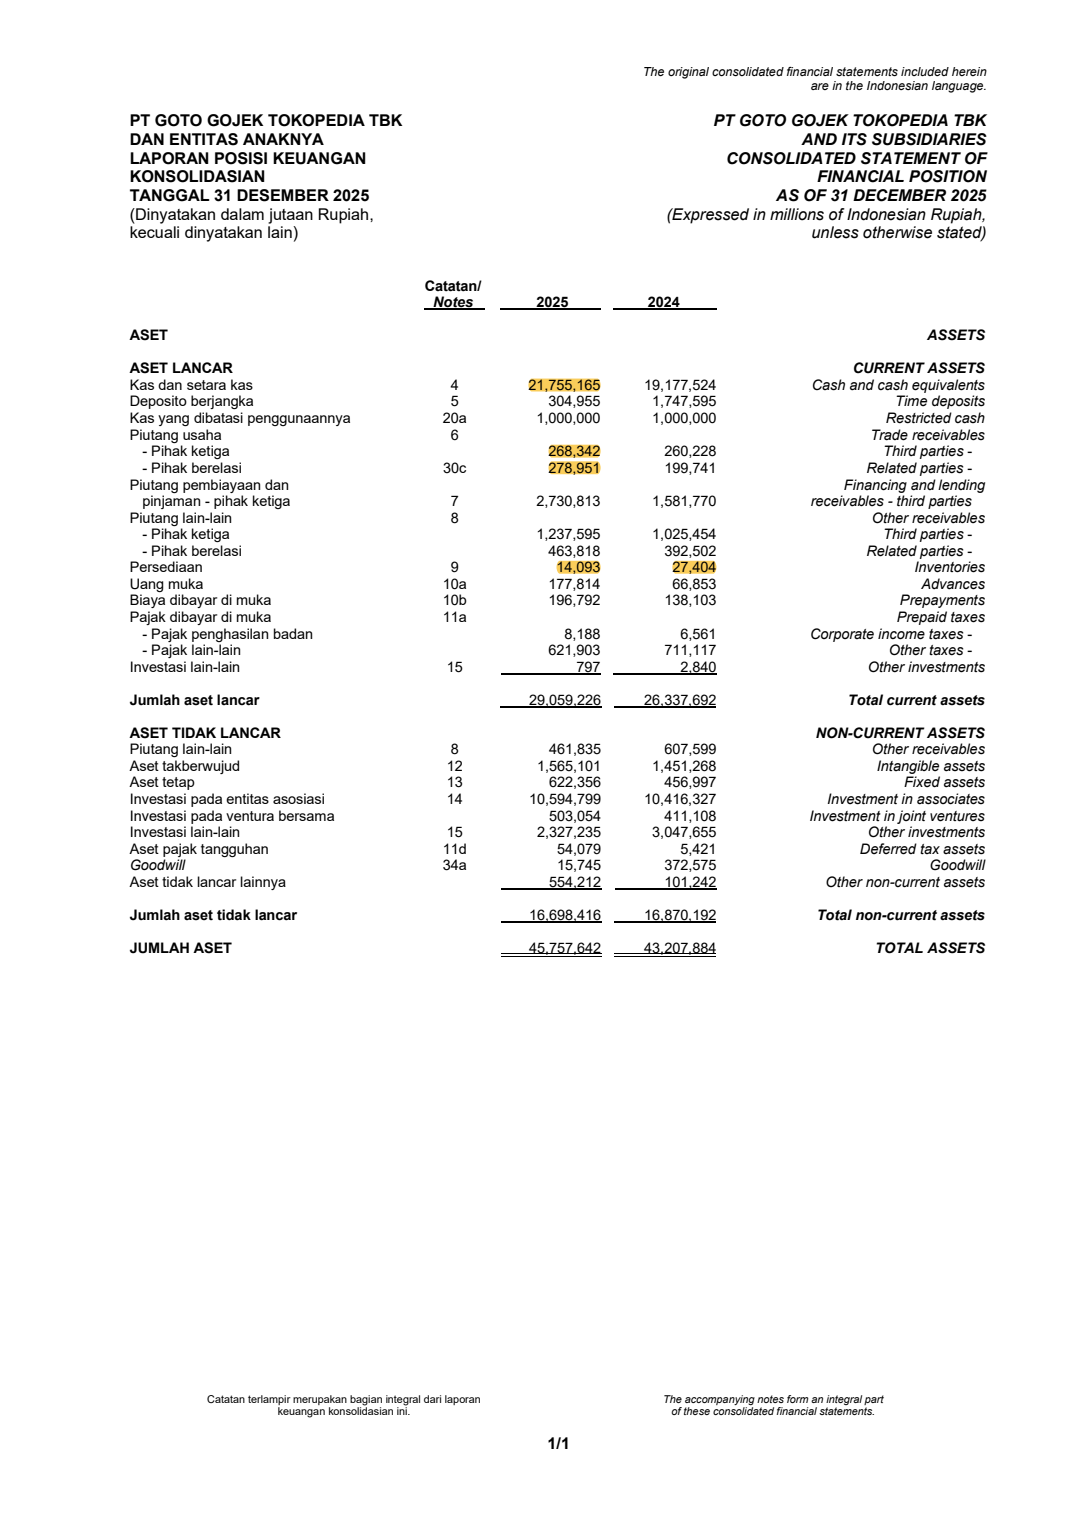 The original consolidated financial statements included herein
are in the Indonesian language.
PT GOTO GOJEK TOKOPEDIA TBK
DAN ENTITAS ANAKNYA
LAPORAN POSISI KEUANGAN
KONSOLIDASIAN
TANGGAL 31 DESEMBER 2025
(Dinyatakan dalam jutaan Rupiah,
kecuali dinyatakan lain)
PT GOTO GOJEK TOKOPEDIA TBK
AND ITS SUBSIDIARIES
CONSOLIDATED STATEMENT OF
FINANCIAL POSITION
AS OF 31 DECEMBER 2025
(Expressed in millions of Indonesian Rupiah,
unless otherwise stated)
Catatan/
Notes 2025 2024
ASET ASSETS
ASET LANCAR CURRENT ASSETS
Kas dan setara kas 4 21,755,165 19,177,524 Cash and cash equivalents
Deposito berjangka 5 304,955 1,747,595 Time deposits
Kas yang dibatasi penggunaannya 20a 1,000,000 1,000,000 Restricted cash
Piutang usaha 6 Trade receivables
- Pihak ketiga 268,342 260,228 Third parties -
- Pihak berelasi 30c 278,951 199,741 Related parties -
Piutang pembiayaan dan Financing and lending
pinjaman - pihak ketiga 7 2,730,813 1,581,770 receivables - third parties
Piutang lain-lain 8 Other receivables
- Pihak ketiga 1,237,595 1,025,454 Third parties -
- Pihak berelasi 463,818 392,502 Related parties -
Persediaan 9 14,093 27,404 Inventories
Uang muka 10a 177,814 66,853 Advances
Biaya dibayar di muka 10b 196,792 138,103 Prepayments
Pajak dibayar di muka 11a Prepaid taxes
- Pajak penghasilan badan 8,188 6,561 Corporate income taxes -
- Pajak lain-lain 621,903 711,117 Other taxes -
Investasi lain-lain 15 797 2,840 Other investments
Jumlah aset lancar 29,059,226 26,337,692 Total current assets
ASET TIDAK LANCAR NON-CURRENT ASSETS
Piutang lain-lain 8 461,835 607,599 Other receivables
Aset takberwujud 12 1,565,101 1,451,268 Intangible assets
Aset tetap 13 622,356 456,997 Fixed assets
Investasi pada entitas asosiasi 14 10,594,799 10,416,327 Investment in associates
Investasi pada ventura bersama 503,054 411,108 Investment in joint ventures
Investasi lain-lain 15 2,327,235 3,047,655 Other investments
Aset pajak tangguhan 11d 54,079 5,421 Deferred tax assets
Goodwill 34a 15,745 372,575 Goodwill
Aset tidak lancar lainnya 554,212 101,242 Other non-current assets
Jumlah aset tidak lancar 16,698,416 16,870,192 Total non-current assets
JUMLAH ASET 45,757,642 43,207,884 TOTAL ASSETS
Catatan terlampir merupakan bagian integral dari laporan
keuangan konsolidasian ini.
The accompanying notes form an integral part
of these consolidated financial statements.
1/1